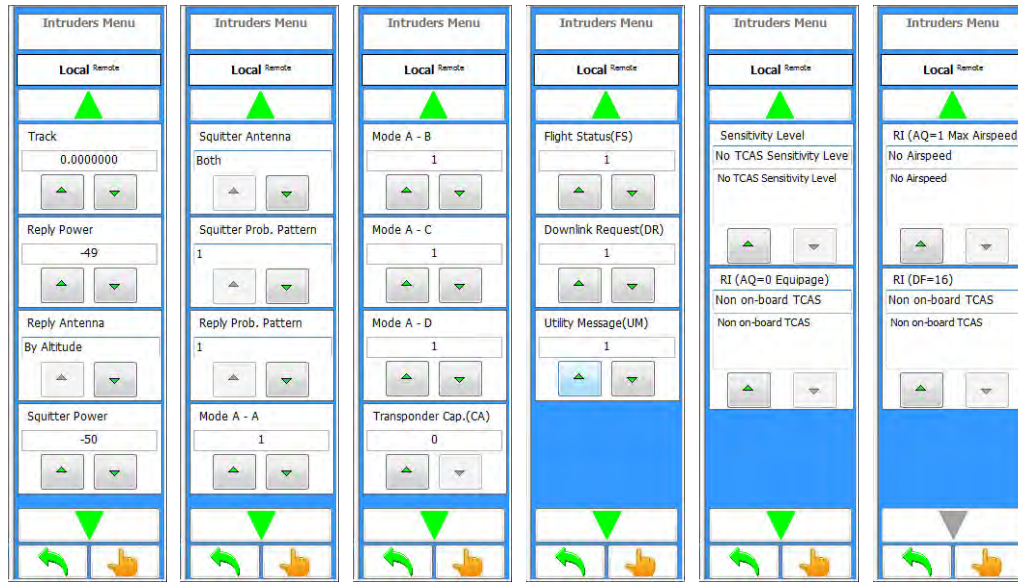 Intruders Menu
Local Remote
Track
0.0000000
Reply Power
-49
Reply Antenna
By Altitude
Squitter Power
-50
Intruders Menu
Local Remote
Squitter Antenna
Both
Squitter Prob. Pattern
1
Reply Prob. Pattern
1
Mode A - A
1
Intruders Menu
Local Remote
Mode A - B
1
Mode A - C
1
Mode A - D
1
Transponder Cap.(CA)
0
Intruders Menu
Local Remote
Flight Status(FS)
1
Downlink Request(DR)
1
Utility Message(UM)
1
Intruders Menu
Local Remote
Sensitivity Level
No TCAS Sensitivity Leve
No TCAS Sensitivity Level
RI (AQ=0 Equipage)
Non on-board TCAS
Non on-board TCAS
Intruders Menu
Local Remote
RI (AQ=1 Max Airspeed
No Airspeed
No Airspeed
RI (DF=16)
Non on-board TCAS
Non on-board TCAS